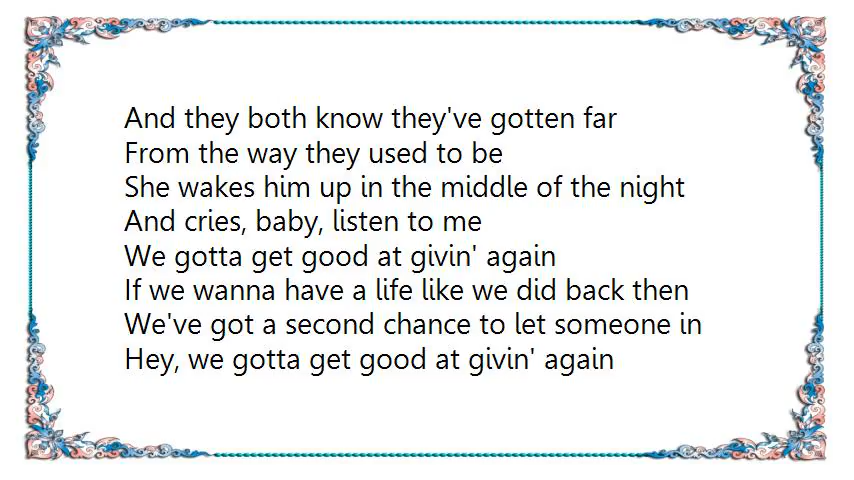 And they both know they've gotten far
From the way they used to be
She wakes him up in the middle of the night
And cries, baby, listen to me
We gotta get good at givin' again
If we wanna have a life like we did back then
We've got a second chance to let someone in
Hey, we gotta get good at givin' again